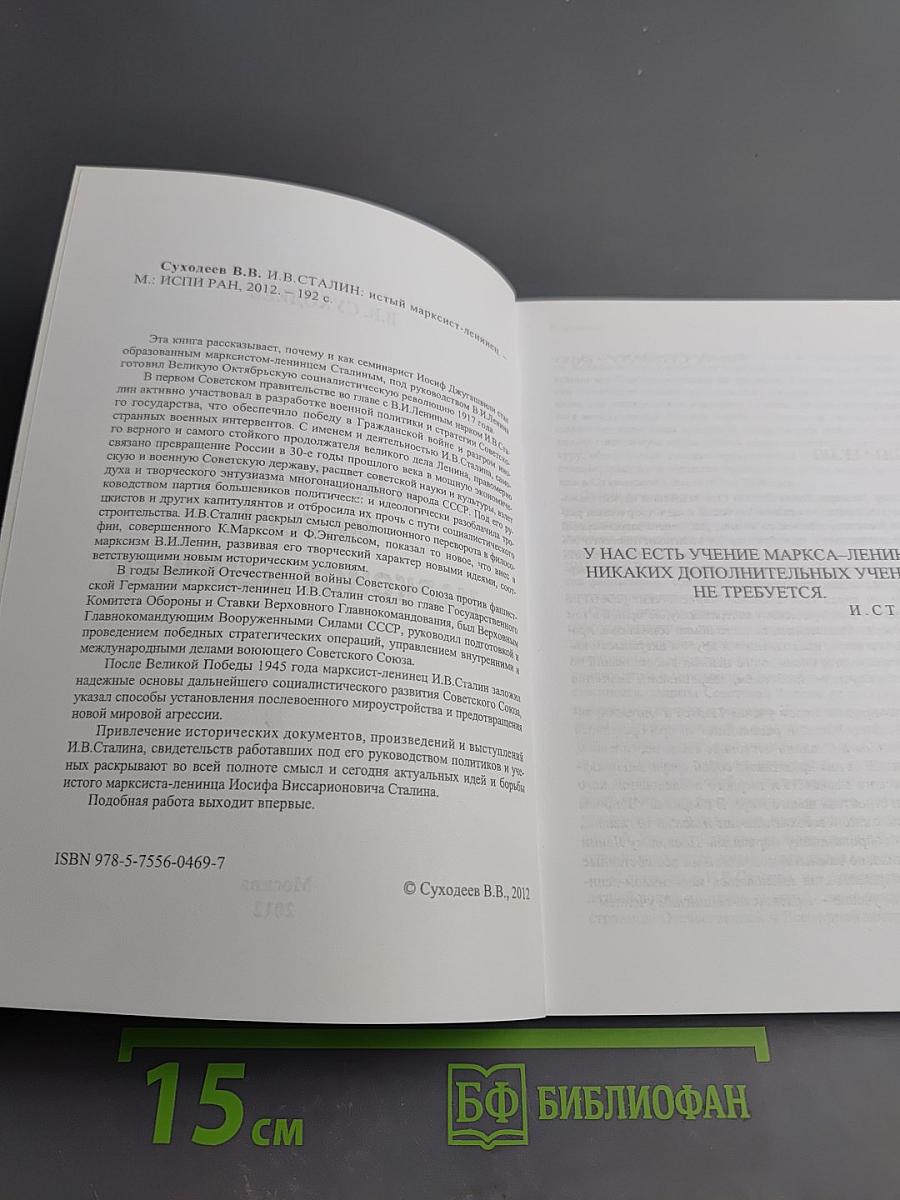 Суходеев В.В. И.В.СТАЛИН: истый марксист-ленинец. –
М.: ИСПИ РАН, 2012. – 192 с.
Эта книга рассказывает, почему и как семинарист Иосиф Джугашвили стал
образованным марксистом-ленинцем Сталиным, под руководством В.И.Ленина
готовил Великую Октябрьскую социалистическую революцию 1917 года.
В первом Советском правительстве во главе с В.И.Лениным нарком И.В.Ста-
лин активно участвовал в разработке военной политики и стратегии Советско-
го государства, что обеспечило победу в Гражданской войне и разгром ино-
странных военных интервентов. С именем и деятельностью И.В.Сталина, само-
го верного и самого стойкого продолжателя великого дела Ленина, правомерно
связано превращение России в 30-е годы прошлого века в мощную экономиче-
скую и военную Советскую державу, расцвет советской науки и культуры, взлет
духа и творческого энтузиазма многонационального народа СССР. Под его ру-
ководством партия большевиков политическ:: и идеологически разоблачила тро-
цкистов и других капитулянтов и отбросила их прочь с пути социалистического
строительства. И.В.Сталин раскрыл смысл революционного переворота в филосо-
фии, совершенного К.Марксом и Ф.Энгельсом, показал то новое, что внес в
марксизм В.И.Ленин, развивая его творческий характер новыми идеями, соот-
ветствующими новым историческим условиям.
В годы Великой Отечественной войны Советского Союза против фашист-
ской Германии марксист-ленинец И.В.Сталин стоял во главе Государственного
Комитета Обороны и Ставки Верховного Главнокомандования, был Верховным
Главнокомандующим Вооруженными Силами СССР, руководил подготовкой и
проведением победных стратегических операций, управлением внутренними и
международными делами воюющего Советского Союза.
После Великой Победы 1945 года марксист-ленинец И.В.Сталин заложил
надежные основы дальнейшего социалистического развития Советского Союза,
указал способы установления послевоенного мироустройства и предотвращения
новой мировой агрессии.
Привлечение исторических документов, произведений и выступлений
И.В.Сталина, свидетельств работавших под его руководством политиков и уче-
ных раскрывают во всей полноте смысл и сегодня актуальных идей и борьбы
истого марксиста-ленинца Иосифа Виссарионовича Сталина.
Подобная работа выходит впервые.
ISBN 978-5-7556-0469-7
© Суходеев В.В., 2012
У НАС ЕСТЬ УЧЕНИЕ МАРКСА–ЛЕНИН
НИКАКИХ ДОПОЛНИТЕЛЬНЫХ УЧЕН
НЕ ТРЕБУЕТСЯ.
И.СТ
15 см
БФ БИБЛИОФАН